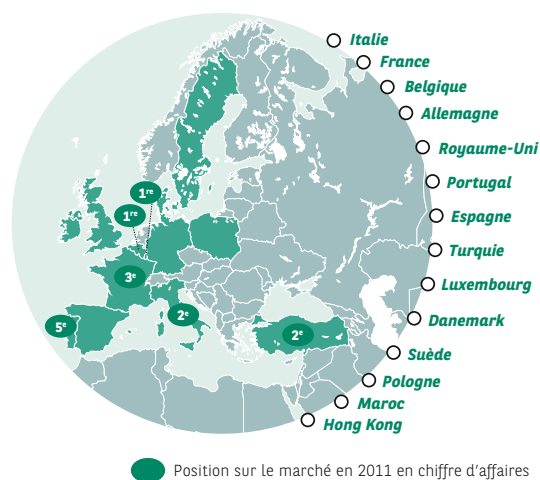 Italie
France
Belgique
Allemagne
Royaume-Uni
Portugal
Espagne
Turquie
Luxembourg
Danemark
Suède
Pologne
Maroc
Hong Kong
1re
1re
3e
2e
5e
2e
Position sur le marché en 2011 en chiffre d'affaires